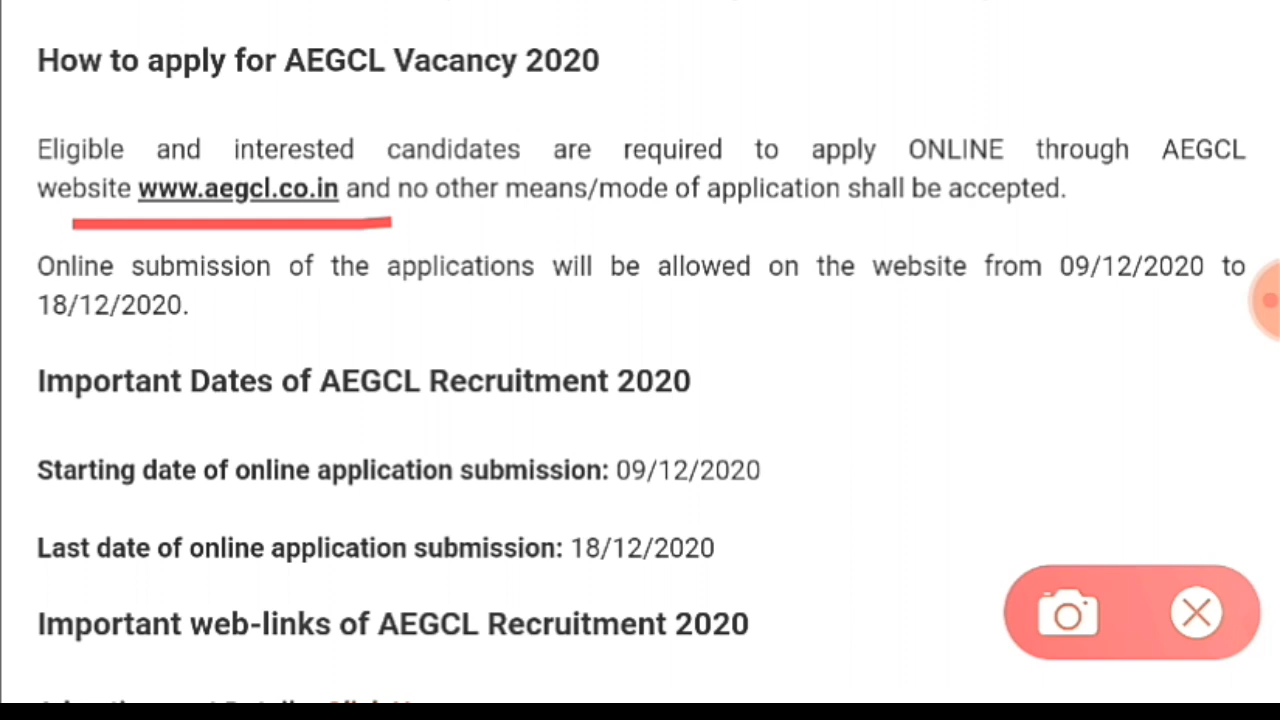 How to apply for AEGCL Vacancy 2020
Eligible and interested candidates are required to apply ONLINE through AEGCL
website www.aegcl.co.in and no other means/mode of application shall be accepted.
Online submission of the applications will be allowed on the website from 09/12/2020 to
18/12/2020.
Important Dates of AEGCL Recruitment 2020
Starting date of online application submission: 09/12/2020
Last date of online application submission: 18/12/2020
Important web-links of AEGCL Recruitment 2020